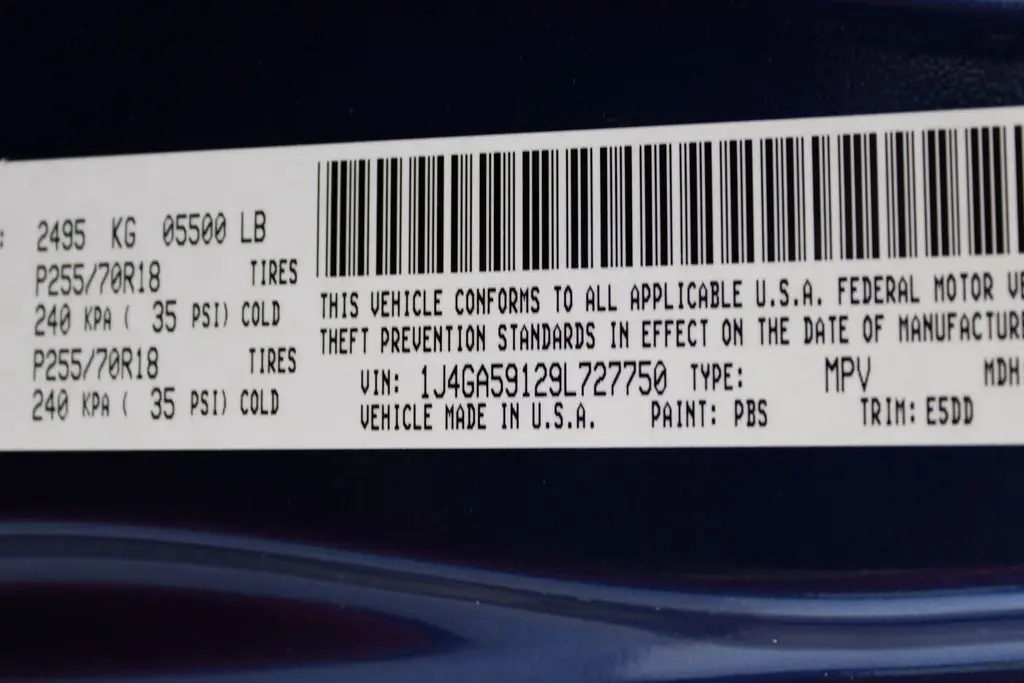 : 2495 KG 05500 LB
P255/70R18 TIRES
240 KPA ( 35 PSI) COLD
P255/70R18 TIRES
240 KPA ( 35 PSI) COLD
THIS VEHICLE CONFORMS TO ALL APPLICABLE U.S.A. FEDERAL MOTOR VE
THEFT PREVENTION STANDARDS IN EFFECT ON THE DATE OF MANUFACTURE
VIN: 1J4GA59129L727750 TYPE: MPV MDH:
VEHICLE MADE IN U.S.A. PAINT: PBS TRIM: E5DD